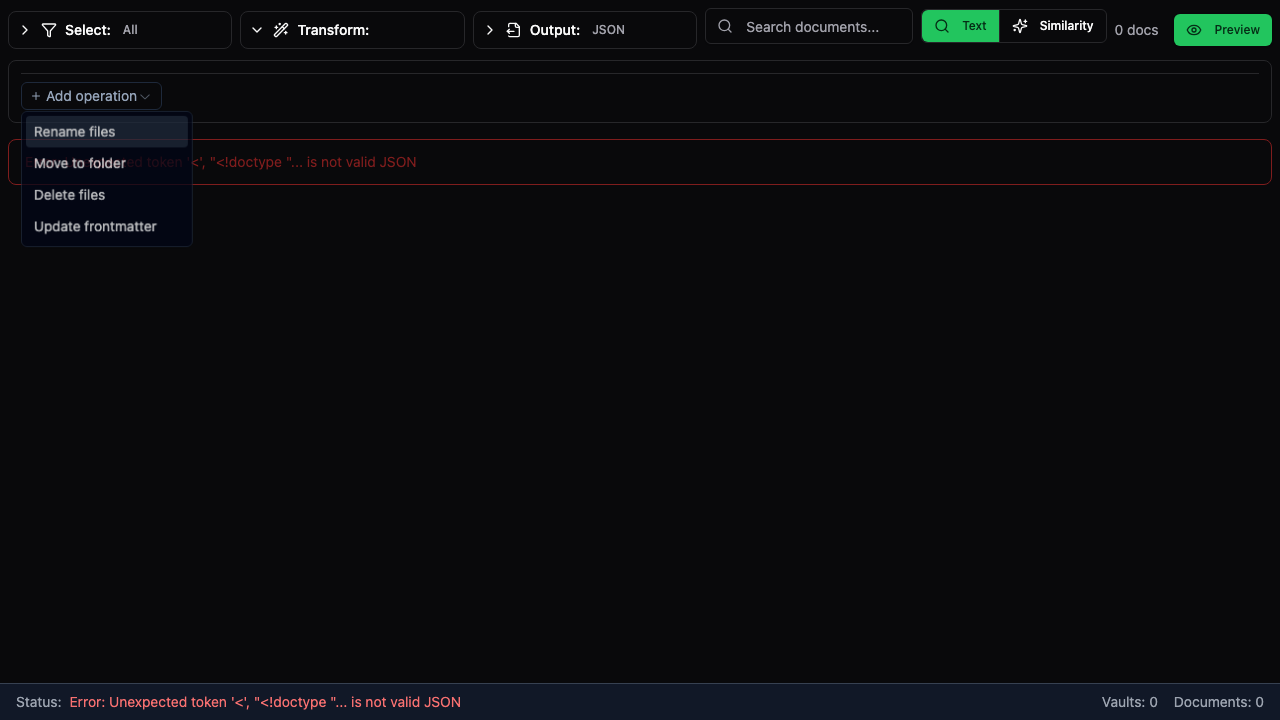 Select: All
Transform:
Output: JSON
Search documents...
Text
Similarity
0 docs
Preview
+ Add operation
Rename files
Move to folder
ed token '<', "<!doctype "... is not valid JSON
Delete files
Update frontmatter
Status: Error: Unexpected token '<', "<!doctype "... is not valid JSON
Vaults: 0 Documents: 0